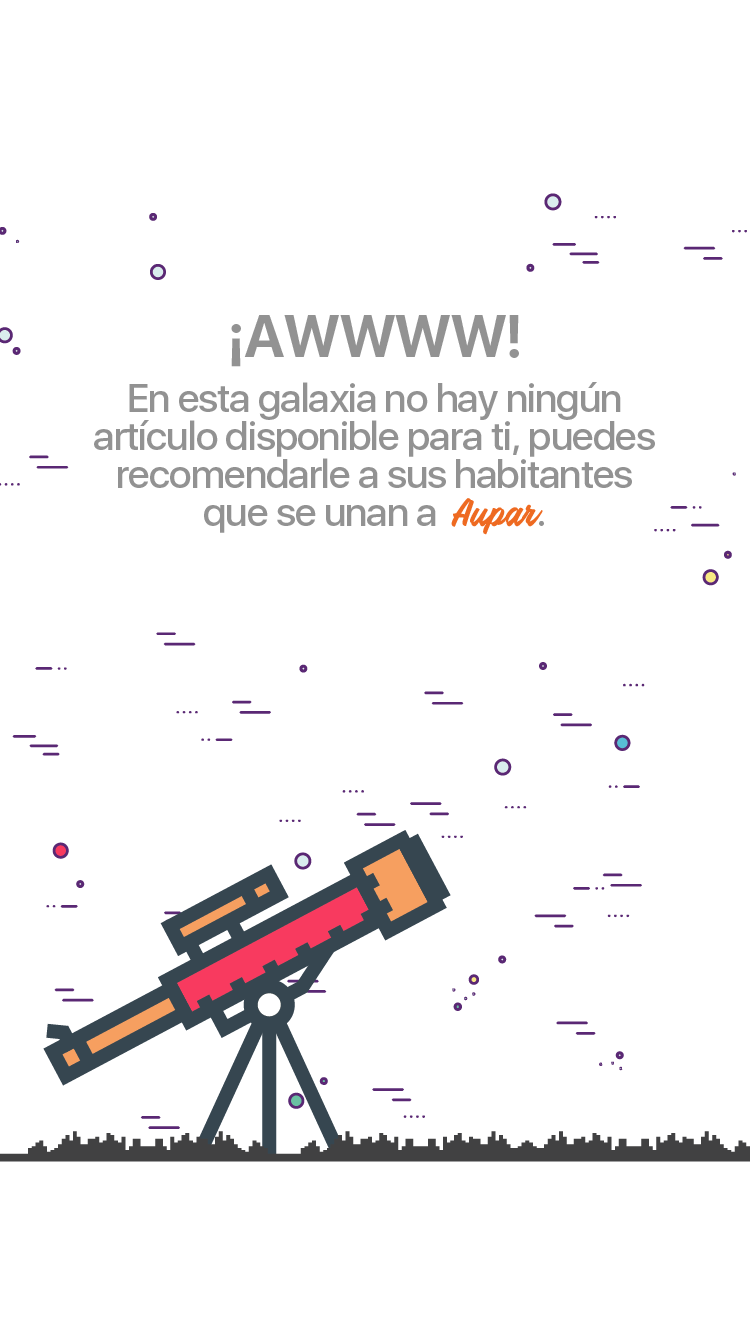 ¡AWWWW!
En esta galaxia no hay ningún
artículo disponible para ti, puedes
recomendarle a sus habitantes
que se unan a Aupar.